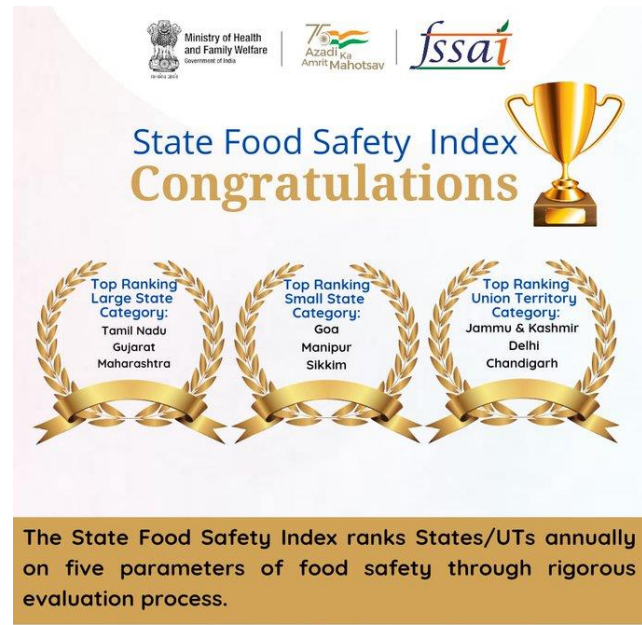 Ministry of Health
and Family Welfare
Government of India
75
Azadi Ka
Amrit Mahotsav
fssai
State Food Safety Index
Congratulations
Top Ranking
Large State
Category:
Tamil Nadu
Gujarat
Maharashtra
Top Ranking
Small State
Category:
Goa
Manipur
Sikkim
Top Ranking
Union Territory
Category:
Jammu & Kashmir
Delhi
Chandigarh
The State Food Safety Index ranks States/UTs annually
on five parameters of food safety through rigorous
evaluation process.